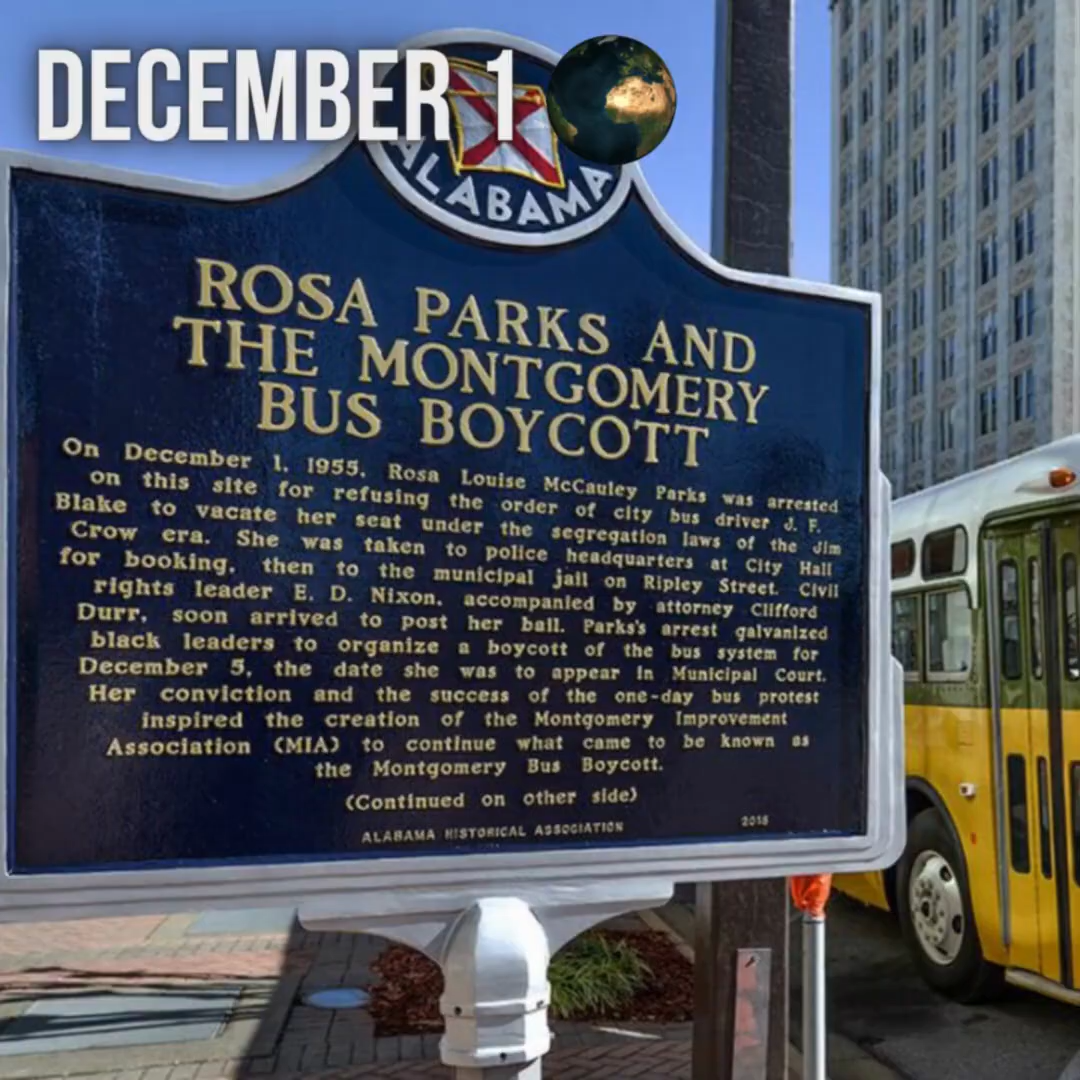 DECEMBER 1
ALABAMA
ROSA PARKS AND
THE MONTGOMERY
BUS BOYCOTT
On December 1, 1955, Rosa Louise McCauley Parks was arrested
on this site for refusing the order of city bus driver J. F.
Blake to vacate her seat under the segregation laws of the Jim
Crow era. She was taken to police headquarters at City Hall
for booking, then to the municipal jail on Ripley Street. Civil
rights leader E. D. Nixon, accompanied by attorney Clifford
Durr, soon arrived to post her bail. Parks's arrest galvanized
black leaders to organize a boycott of the bus system for
December 5, the date she was to appear in Municipal Court.
Her conviction and the success of the one-day bus protest
inspired the creation of the Montgomery Improvement
Association (MIA) to continue what came to be known as
the Montgomery Bus Boycott.
(Continued on other side)
ALABAMA HISTORICAL ASSOCIATION 2018